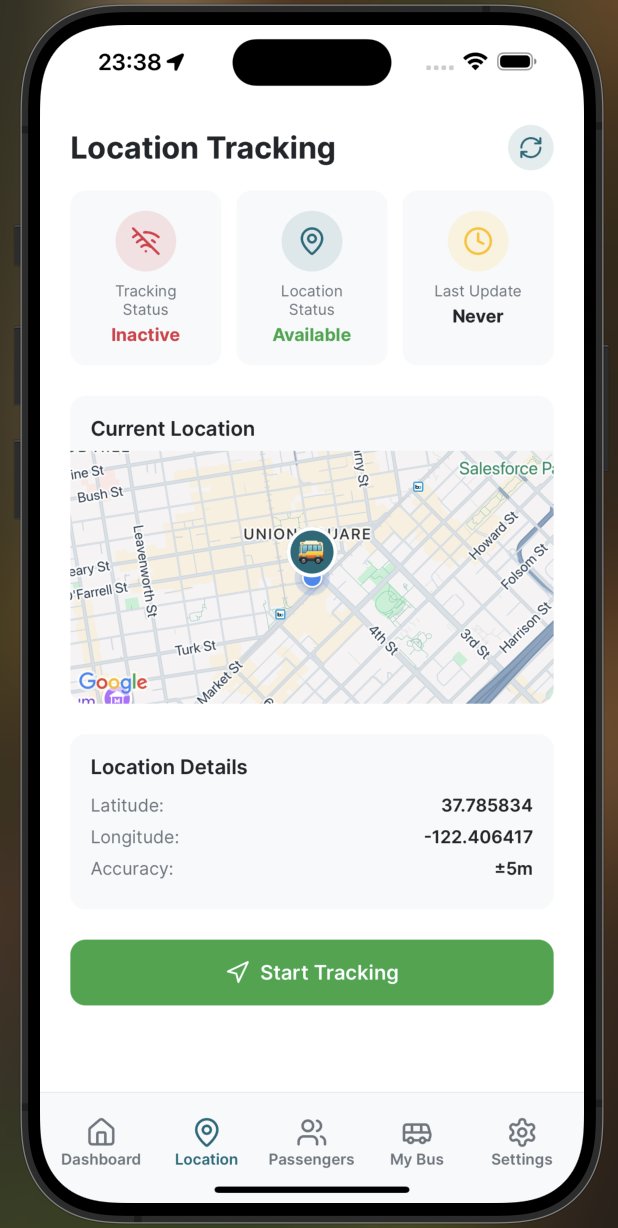 23:38
Location Tracking
Tracking
Status
Inactive
Location
Status
Available
Last Update
Never
Current Location
ine St
Bush St
Leavenworth St
eary St
O'Farrell St
Turk St
Market St
UNION SQUARE
rny St
Salesforce Pa
Howard St
Folsom St
Harrison St
3rd St
4th St
Google
Location Details
Latitude: 37.785834
Longitude: -122.406417
Accuracy: ±5m
Start Tracking
Dashboard
Location
Passengers
My Bus
Settings